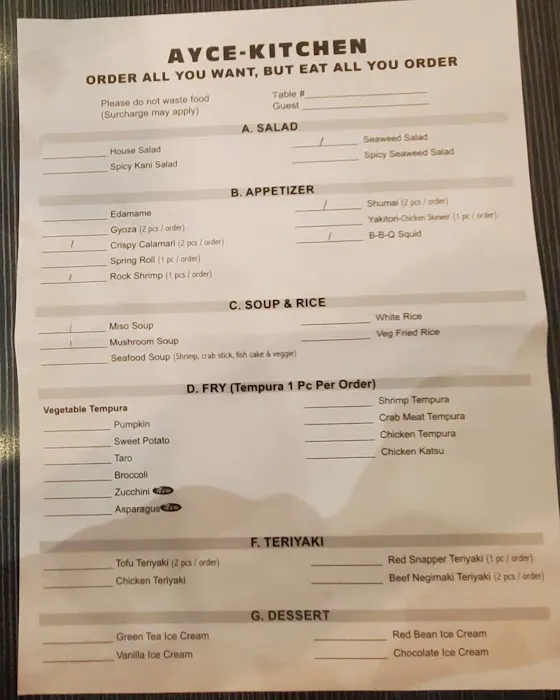 AYCE-KITCHEN
ORDER ALL YOU WANT, BUT EAT ALL YOU ORDER
Please do not waste food
(Surcharge may apply)
Table #
Guest
A. SALAD
House Salad
Spicy Kani Salad
/ Seaweed Salad
Spicy Seaweed Salad
B. APPETIZER
Edamame
Gyoza (2 pcs / order)
/ Crispy Calamari (2 pcs / order)
Spring Roll (1 pc / order)
/ Rock Shrimp (1 pcs / order)
/ Shumai (2 pcs / order)
Yakitori-Chicken Skewer (1 pc / order)
/ B-B-Q Squid
C. SOUP & RICE
/ Miso Soup
/ Mushroom Soup
Seafood Soup (Shrimp, crab stick, fish cake & veggie)
White Rice
Veg Fried Rice
D. FRY (Tempura 1 Pc Per Order)
Vegetable Tempura
Pumpkin
Sweet Potato
Taro
Broccoli
Zucchini
Asparagus
Shrimp Tempura
Crab Meat Tempura
Chicken Tempura
Chicken Katsu
F. TERIYAKI
Tofu Teriyaki (2 pcs / order)
Chicken Teriyaki
Red Snapper Teriyaki (1 pc / order)
Beef Negimaki Teriyaki (2 pcs / order)
G. DESSERT
Green Tea Ice Cream
Vanilla Ice Cream
Red Bean Ice Cream
Chocolate Ice Cream